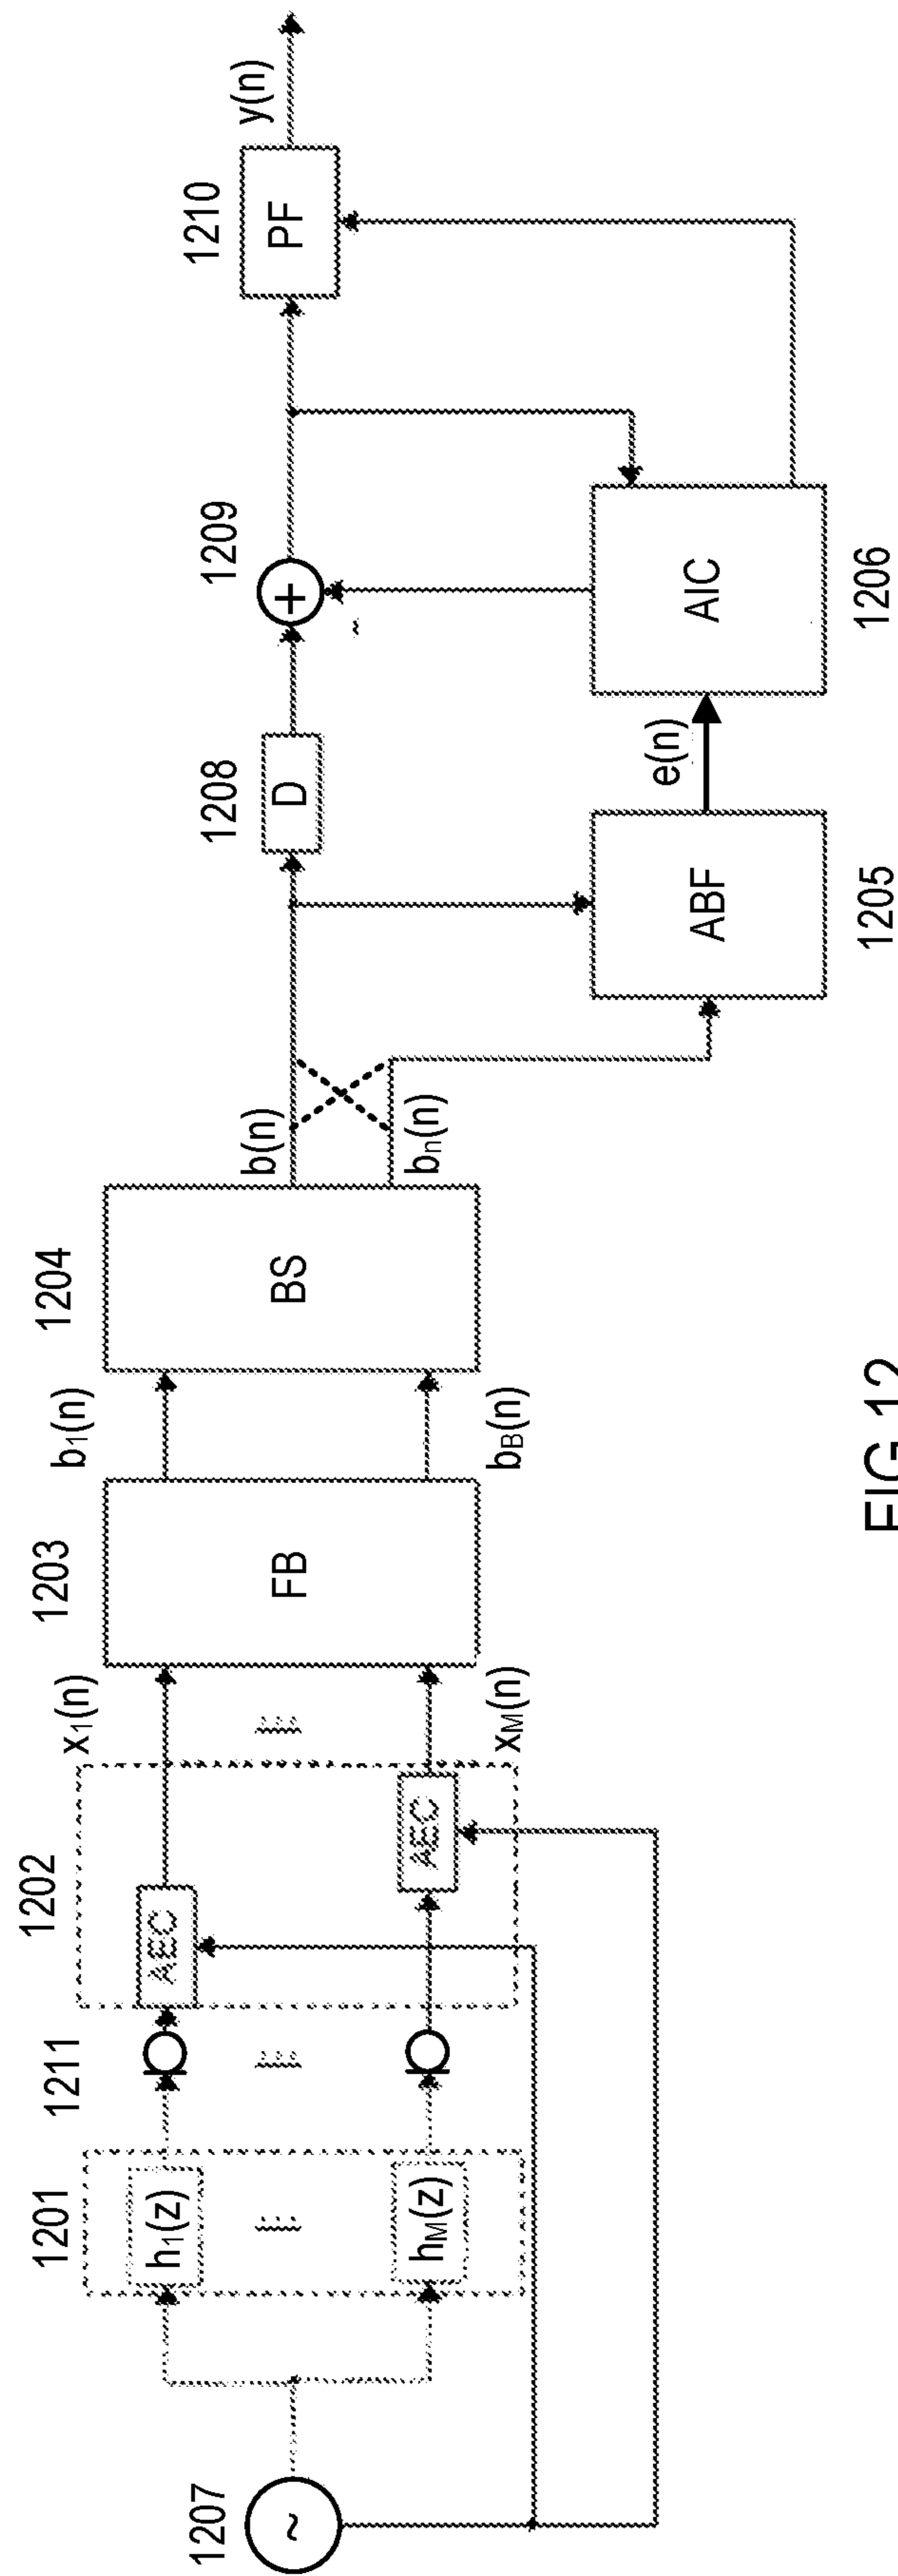 1207
~
1201
h1(z)
hM(z)
1211
1202
AEC
AEC
x1(n)
xM(n)
1203
FB
b1(n)
bB(n)
1204
BS
b(n)
bn(n)
1208
D
1205
ABF
e(n)
1209
+
1206
AIC
1210
PF
y(n)
FIG 12